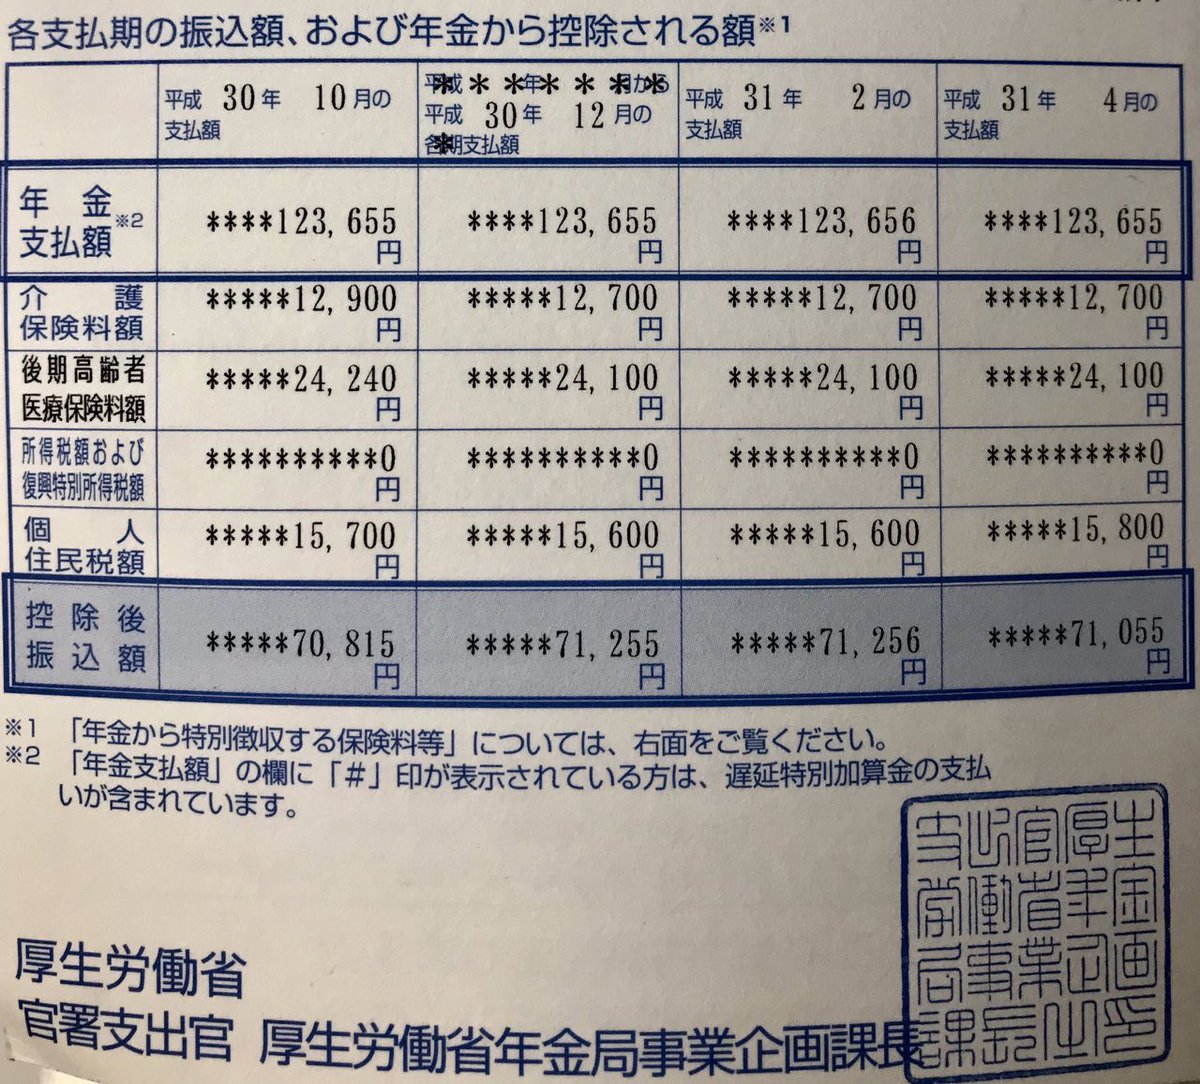 各支払期の振込額、および年金から控除される額※1
平成 30年 10月の
支払額
平成****年*****月から
平成 30年 12月の
各*期支払額
平成 31年 2月の
支払額
平成 31年 4月の
支払額
年金
支払額※2
****123,655
円
****123,655
円
****123,656
円
****123,655
円
介護
保険料額
*****12,900
円
*****12,700
円
*****12,700
円
*****12,700
円
後期高齢者
医療保険料額
*****24,240
円
*****24,100
円
*****24,100
円
*****24,100
円
所得税額および
復興特別所得税額
**********0
円
**********0
円
**********0
円
**********0
円
個人
住民税額
*****15,700
円
*****15,600
円
*****15,600
円
*****15,800
円
控除後
振込額
*****70,815
円
*****71,255
円
*****71,256
円
*****71,055
円
※1 「年金から特別徴収する保険料等」については、右面をご覧ください。
※2 「年金支払額」の欄に「#」印が表示されている方は、遅延特別加算金の支払
いが含まれています。
厚生労働省
官署支出官 厚生労働省年金局事業企画課長